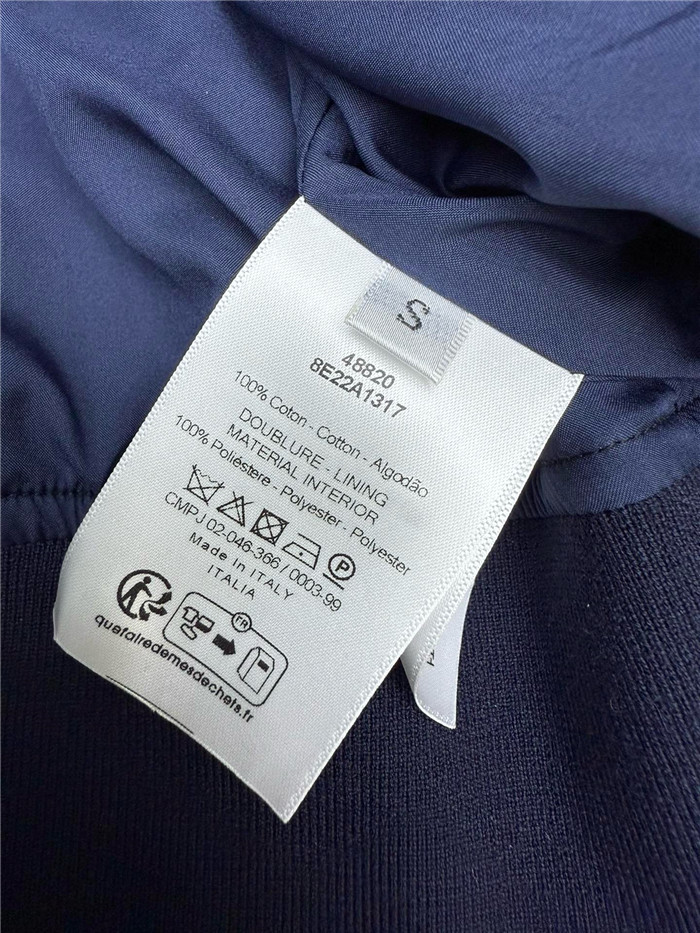 S
48820
8E22A1317
100% Coton - Cotton - Algodão
DOUBLURE - LINING
MATERIAL INTERIOR
100% Poliéstere - Polyester - Polyester
P
CMPJ 02-046-366 / 0003-99
Made in ITALY
ITALIA
FR
quefairedemesdechets.fr